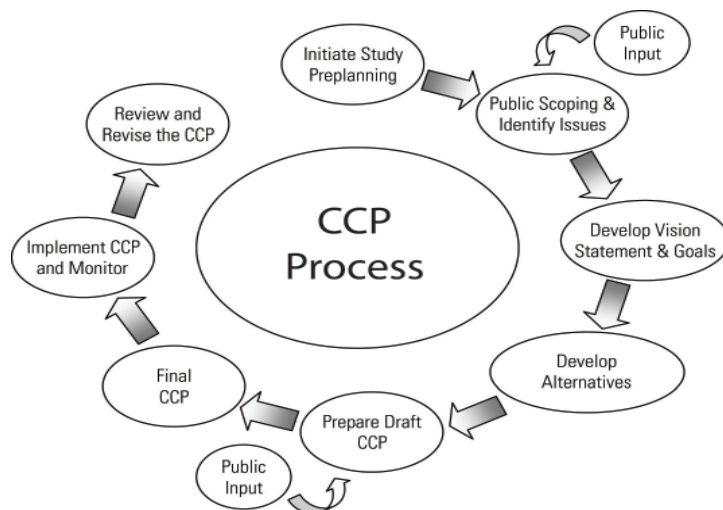 Initiate Study
Preplanning
Public
Input
Public Scoping &
Identify Issues
Develop Vision
Statement & Goals
Develop
Alternatives
Prepare Draft
CCP
Public
Input
Final
CCP
Implement CCP
and Monitor
Review and
Revise the CCP
CCP
Process